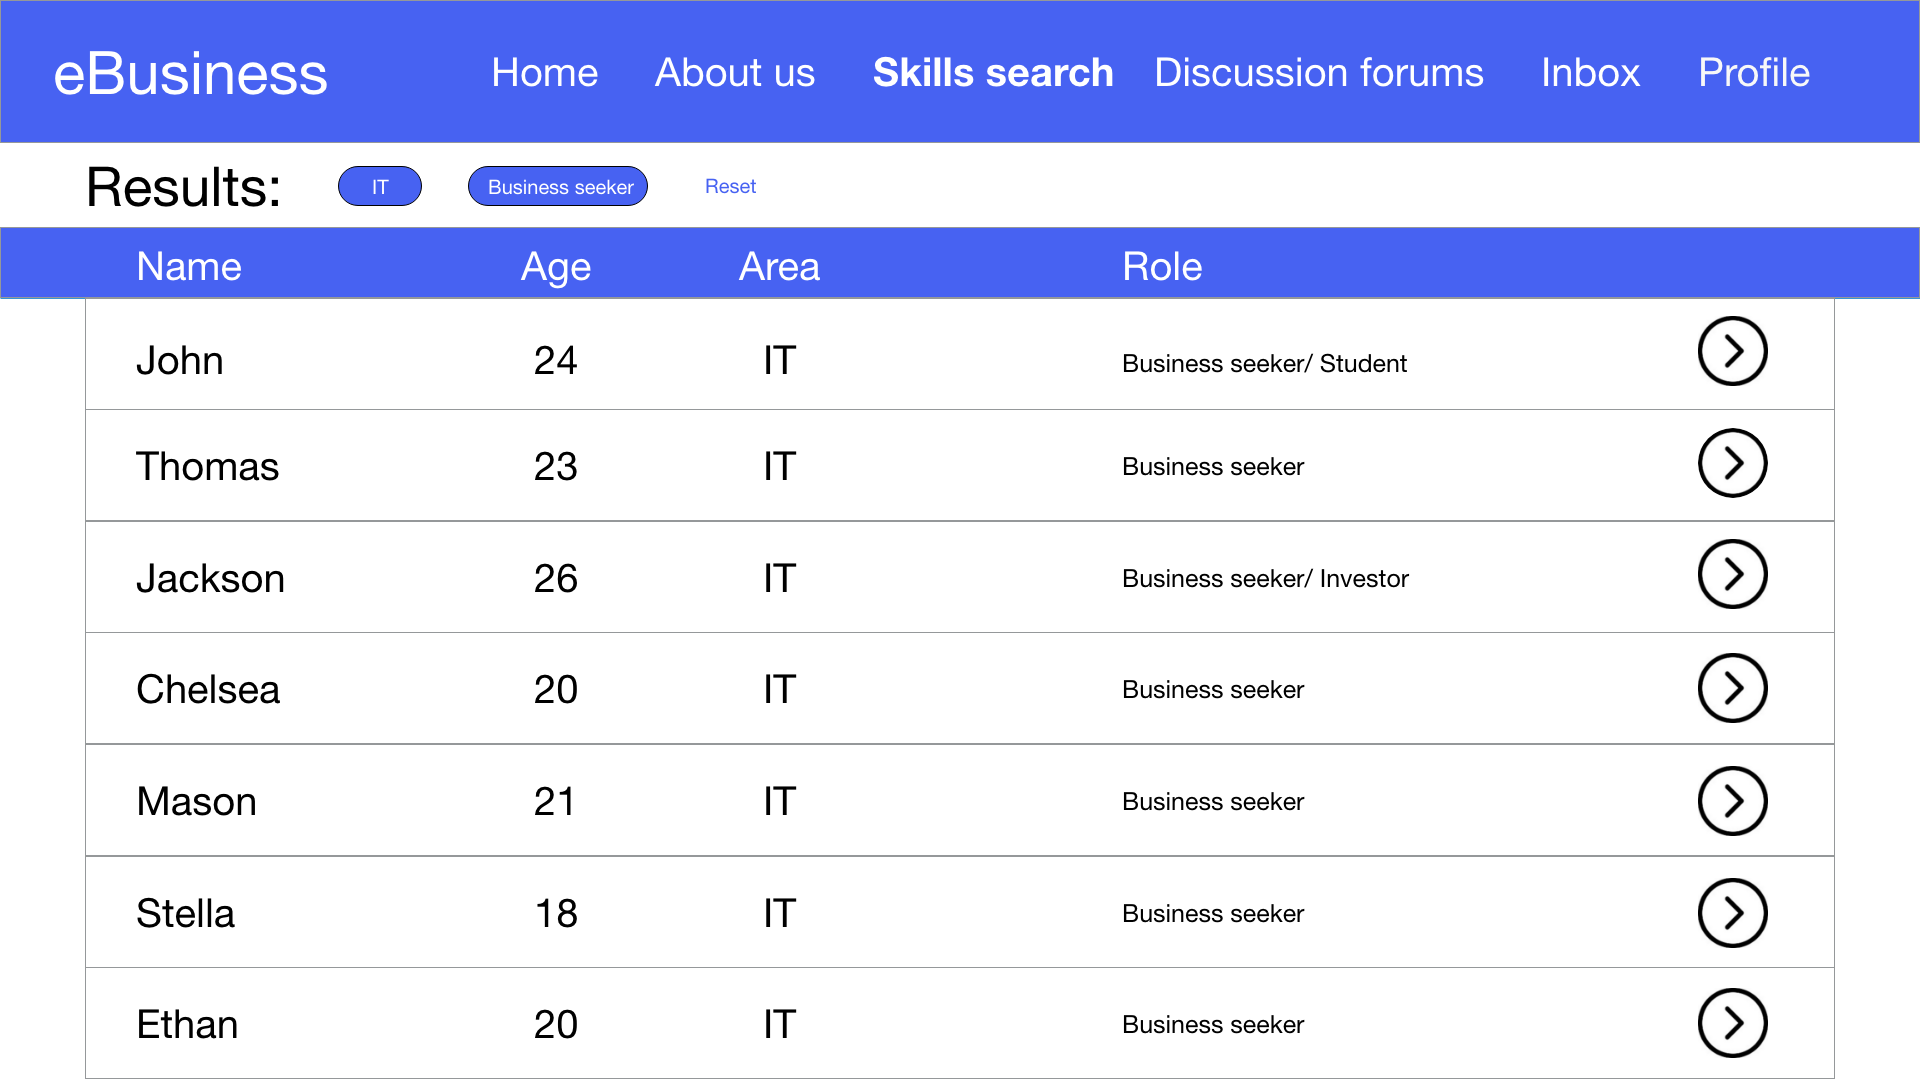 eBusiness Home About us Skills search Discussion forums Inbox Profile
Results: IT Business seeker Reset
Name Age Area Role
John 24 IT Business seeker/ Student
Thomas 23 IT Business seeker
Jackson 26 IT Business seeker/ Investor
Chelsea 20 IT Business seeker
Mason 21 IT Business seeker
Stella 18 IT Business seeker
Ethan 20 IT Business seeker